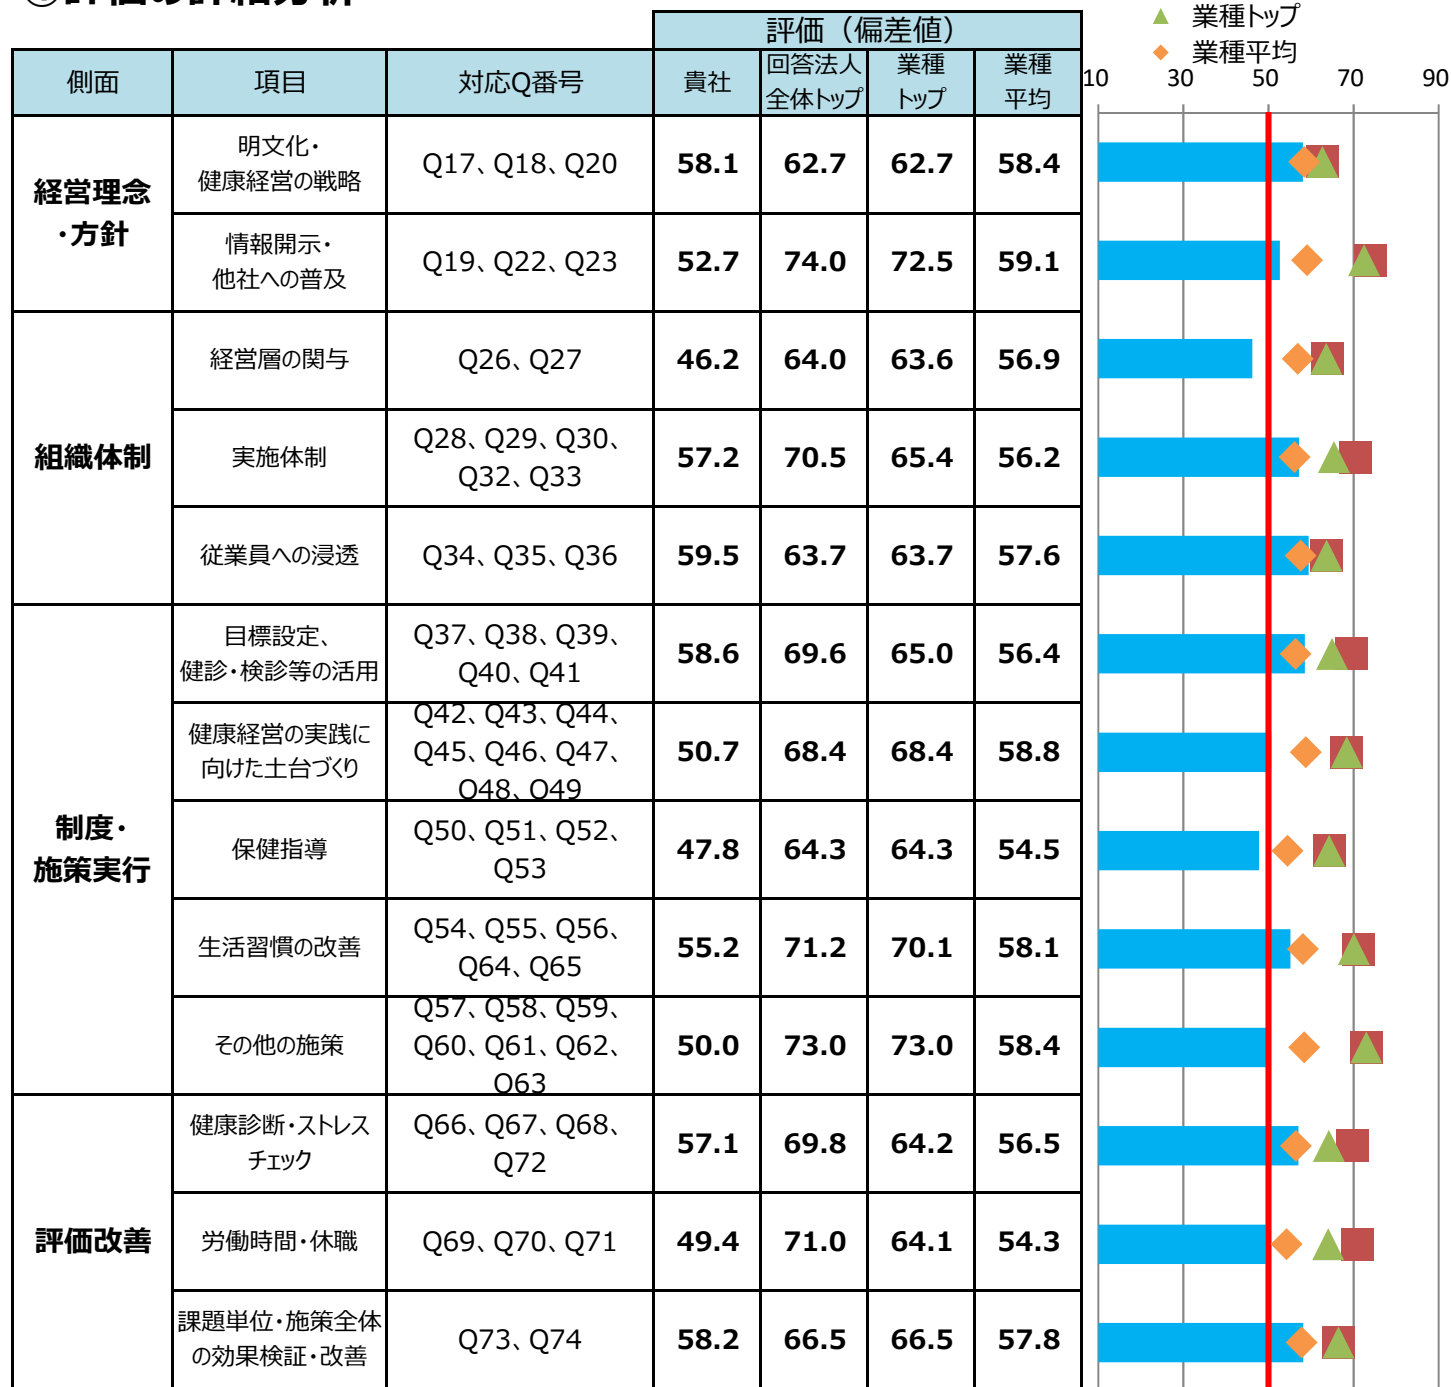 ①評価の詳細分析
▲ 業種トップ
◆ 業種平均
評価（偏差値）
側面 項目 対応Q番号 貴社 回答法人全体トップ 業種トップ 業種平均
10 30 50 70 90
経営理念・方針
明文化・健康経営の戦略 Q17、Q18、Q20 58.1 62.7 62.7 58.4
情報開示・他社への普及 Q19、Q22、Q23 52.7 74.0 72.5 59.1
組織体制
経営層の関与 Q26、Q27 46.2 64.0 63.6 56.9
実施体制 Q28、Q29、Q30、Q32、Q33 57.2 70.5 65.4 56.2
従業員への浸透 Q34、Q35、Q36 59.5 63.7 63.7 57.6
制度・施策実行
目標設定、健診・検診等の活用 Q37、Q38、Q39、Q40、Q41 58.6 69.6 65.0 56.4
健康経営の実践に向けた土台づくり Q42、Q43、Q44、Q45、Q46、Q47、Q48、Q49 50.7 68.4 68.4 58.8
保健指導 Q50、Q51、Q52、Q53 47.8 64.3 64.3 54.5
生活習慣の改善 Q54、Q55、Q56、Q64、Q65 55.2 71.2 70.1 58.1
その他の施策 Q57、Q58、Q59、Q60、Q61、Q62、Q63 50.0 73.0 73.0 58.4
評価改善
健康診断・ストレスチェック Q66、Q67、Q68、Q72 57.1 69.8 64.2 56.5
労働時間・休職 Q69、Q70、Q71 49.4 71.0 64.1 54.3
課題単位・施策全体の効果検証・改善 Q73、Q74 58.2 66.5 66.5 57.8